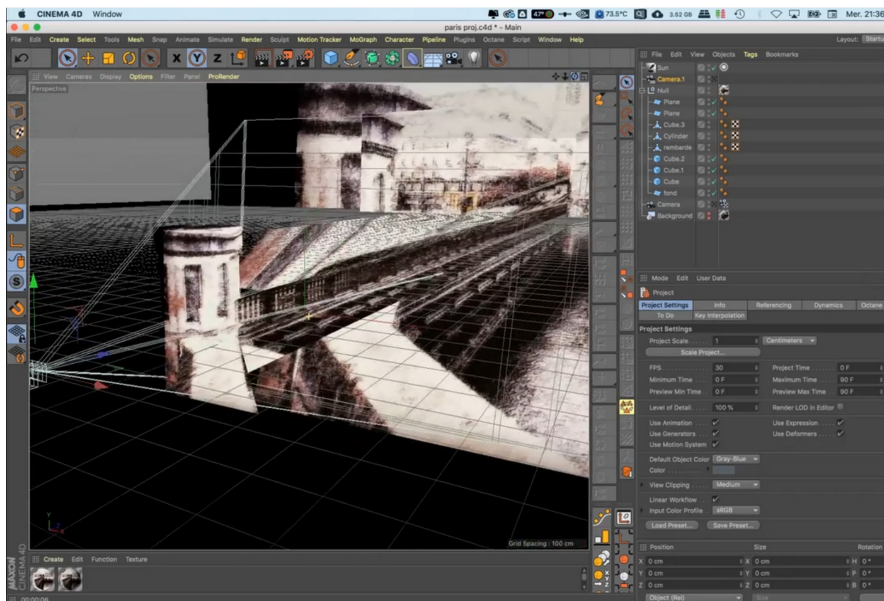 CINEMA 4D Window 47° 73.5°C 3.52 GB Mer. 21:36
paris proj.c4d * - Main
File Edit Create Select Tools Mesh Snap Animate Simulate Render Sculpt Motion Tracker MoGraph Character Pipeline Plugins Octane Script Window Help Layout: Startu
View Cameras Display Options Filter Panel ProRender
Perspective
X Y Z
S
Grid Spacing : 100 cm
Y
Z
X
File Edit View Objects Tags Bookmarks
Sun
Camera.1
Null
Plane
Plane
Cube.3
Cylinder
rembarde
Cube.2
Cube.1
Cube
fond
Camera
Background
Mode Edit User Data
Project
Project Settings Info Referencing Dynamics Octane
To Do Key Interpolation
Project Settings
Project Scale . . . . 1 Centimeters
Scale Project...
FPS 30 Project Time 0 F
Minimum Time 0 F Maximum Time 90 F
Preview Min Time 0 F Preview Max Time 90 F
Level of Detail 100 % Render LOD in Editor
Use Animation Use Expression
Use Generators Use Deformers
Use Motion System
Default Object Color Gray-Blue
Color
View Clipping Medium
Linear Workflow
Input Color Profile sRGB
Load Preset... Save Preset...
Position Size Rotation
X 0 cm X 0 cm H 0 °
Y 0 cm Y 0 cm P 0 °
Z 0 cm Z 0 cm B 0 °
Object (Rel) Size
Create Edit Function Texture
MAXON
CINEMA 4D
00:00:06